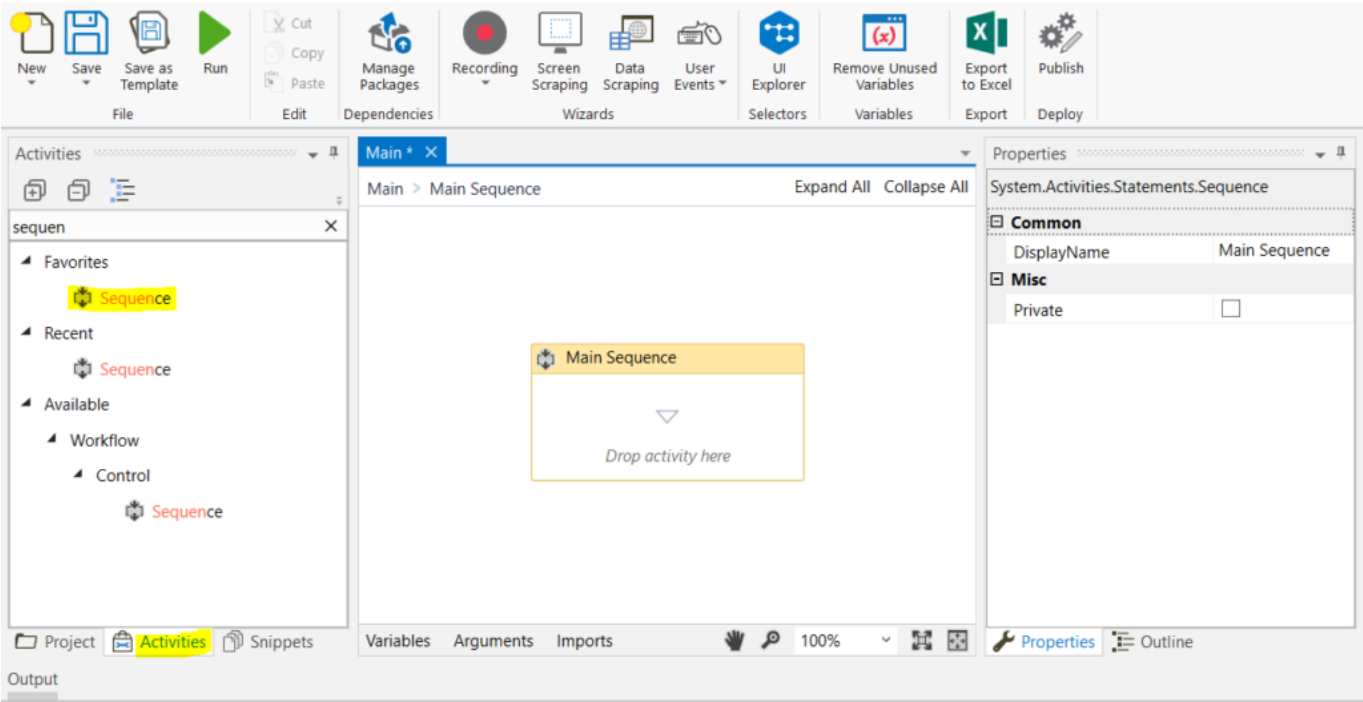 New
Save
Save as
Template
Run
Cut
Copy
Paste
Manage
Packages
Recording
Screen
Scraping
Data
Scraping
User
Events
UI
Explorer
Remove Unused
Variables
Export
to Excel
Publish
File
Edit
Dependencies
Wizards
Selectors
Variables
Export
Deploy
Activities
sequen
Favorites
Sequence
Recent
Sequence
Available
Workflow
Control
Sequence
Project
Activities
Snippets
Main *
Main > Main Sequence
Expand All
Collapse All
Main Sequence
Drop activity here
Variables
Arguments
Imports
100%
Properties
System.Activities.Statements.Sequence
Common
DisplayName
Main Sequence
Misc
Private
Properties
Outline
Output